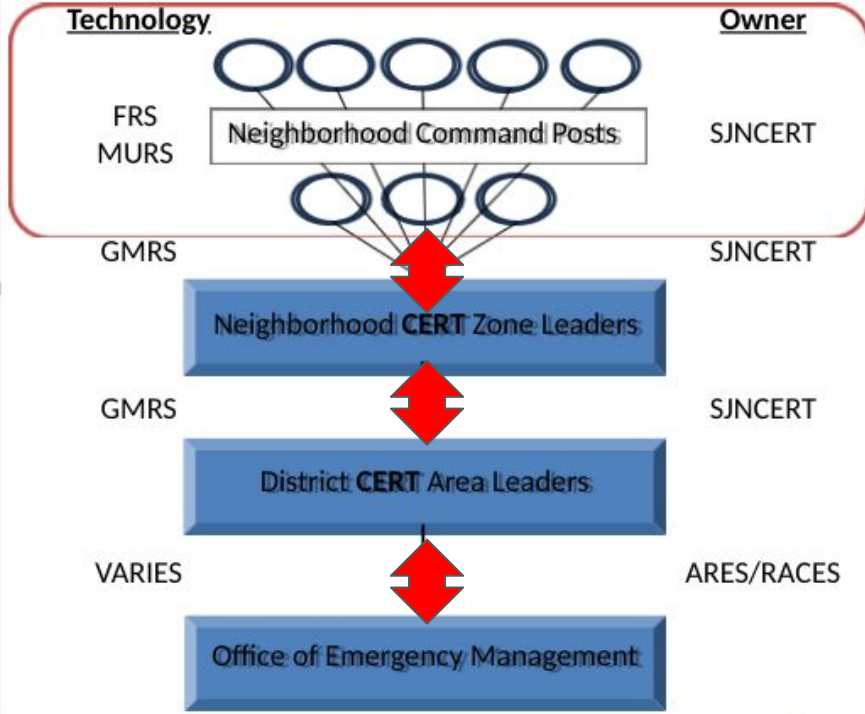 Technology Owner
FRS
MURS
Neighborhood Command Posts
SJNCERT
GMRS
SJNCERT
Neighborhood CERT Zone Leaders
GMRS
SJNCERT
District CERT Area Leaders
VARIES
ARES/RACES
Office of Emergency Management